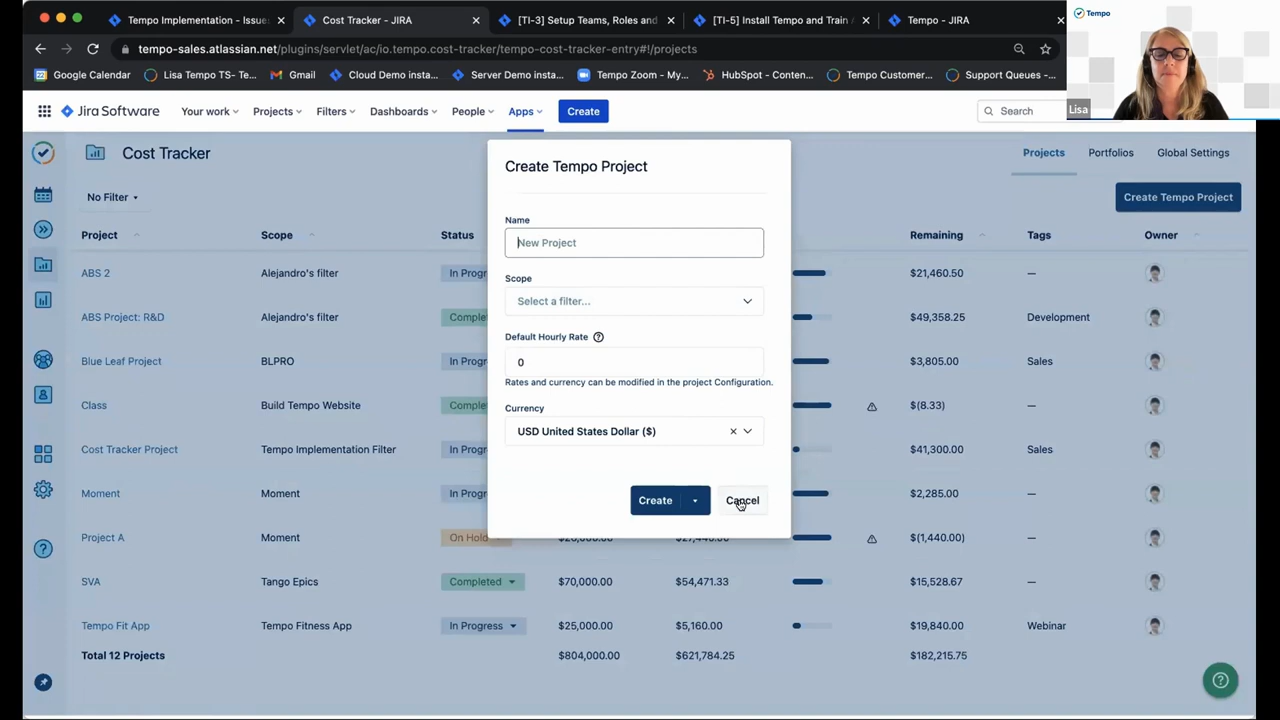 Tempo Implementation - Issue
Cost Tracker - JIRA
[TI-3] Setup Teams, Roles and
[TI-5] Install Tempo and Train
Tempo - JIRA
Tempo
tempo-sales.atlassian.net/plugins/servlet/ac/io.tempo.cost-tracker/tempo-cost-tracker-entry#!/projects
Google Calendar
Lisa Tempo TS- Te...
Gmail
Cloud Demo insta...
Server Demo insta...
Tempo Zoom - My...
HubSpot - Conten...
Tempo Customer...
Support Queues -...
Lisa
Jira Software
Your work
Projects
Filters
Dashboards
People
Apps
Create
Search
Cost Tracker
Projects
Portfolios
Global Settings
No Filter
Create Tempo Project
Project Scope Status Remaining Tags Owner
ABS 2 Alejandro's filter In Progr $21,460.50 —
ABS Project: R&D Alejandro's filter Comple $49,358.25 Development
Blue Leaf Project BLPRO In Progr $3,805.00 Sales
Class Build Tempo Website Comple $(8.33) —
Cost Tracker Project Tempo Implementation Filter In Progr $41,300.00 Sales
Moment Moment In Progr $2,285.00 —
Project A Moment On Hold $(1,440.00) —
SVA Tango Epics Completed $70,000.00 $54,471.33 $15,528.67 —
Tempo Fit App Tempo Fitness App In Progress $25,000.00 $5,160.00 $19,840.00 Webinar
Total 12 Projects $804,000.00 $621,784.25 $182,215.75
Create Tempo Project
Name
New Project
Scope
Select a filter...
Default Hourly Rate
0
Rates and currency can be modified in the project Configuration.
Currency
USD United States Dollar ($)
Create
Cancel